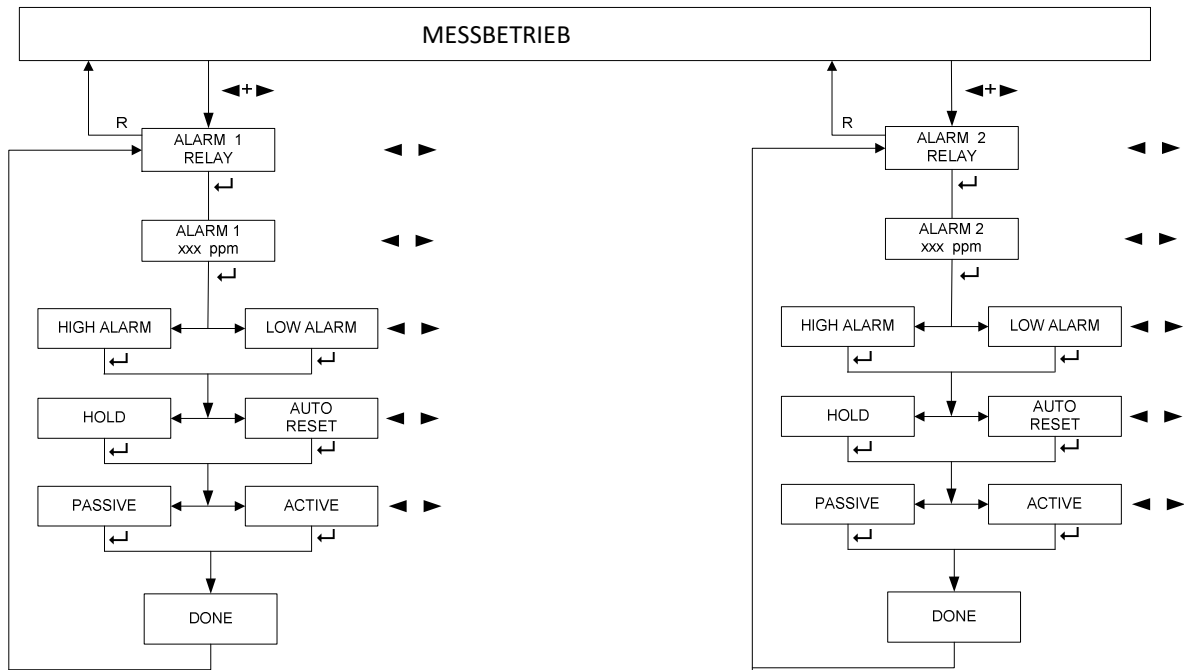 MESSBETRIEB
◄+►
R
ALARM 1
RELAY
◄ ►
↵
ALARM 1
xxx ppm
◄ ►
↵
HIGH ALARM
LOW ALARM
◄ ►
↵
↵
HOLD
AUTO
RESET
◄ ►
↵
↵
PASSIVE
ACTIVE
◄ ►
↵
↵
DONE
◄+►
R
ALARM 2
RELAY
◄ ►
↵
ALARM 2
xxx ppm
◄ ►
↵
HIGH ALARM
LOW ALARM
◄ ►
↵
↵
HOLD
AUTO
RESET
◄ ►
↵
↵
PASSIVE
ACTIVE
◄ ►
↵
↵
DONE